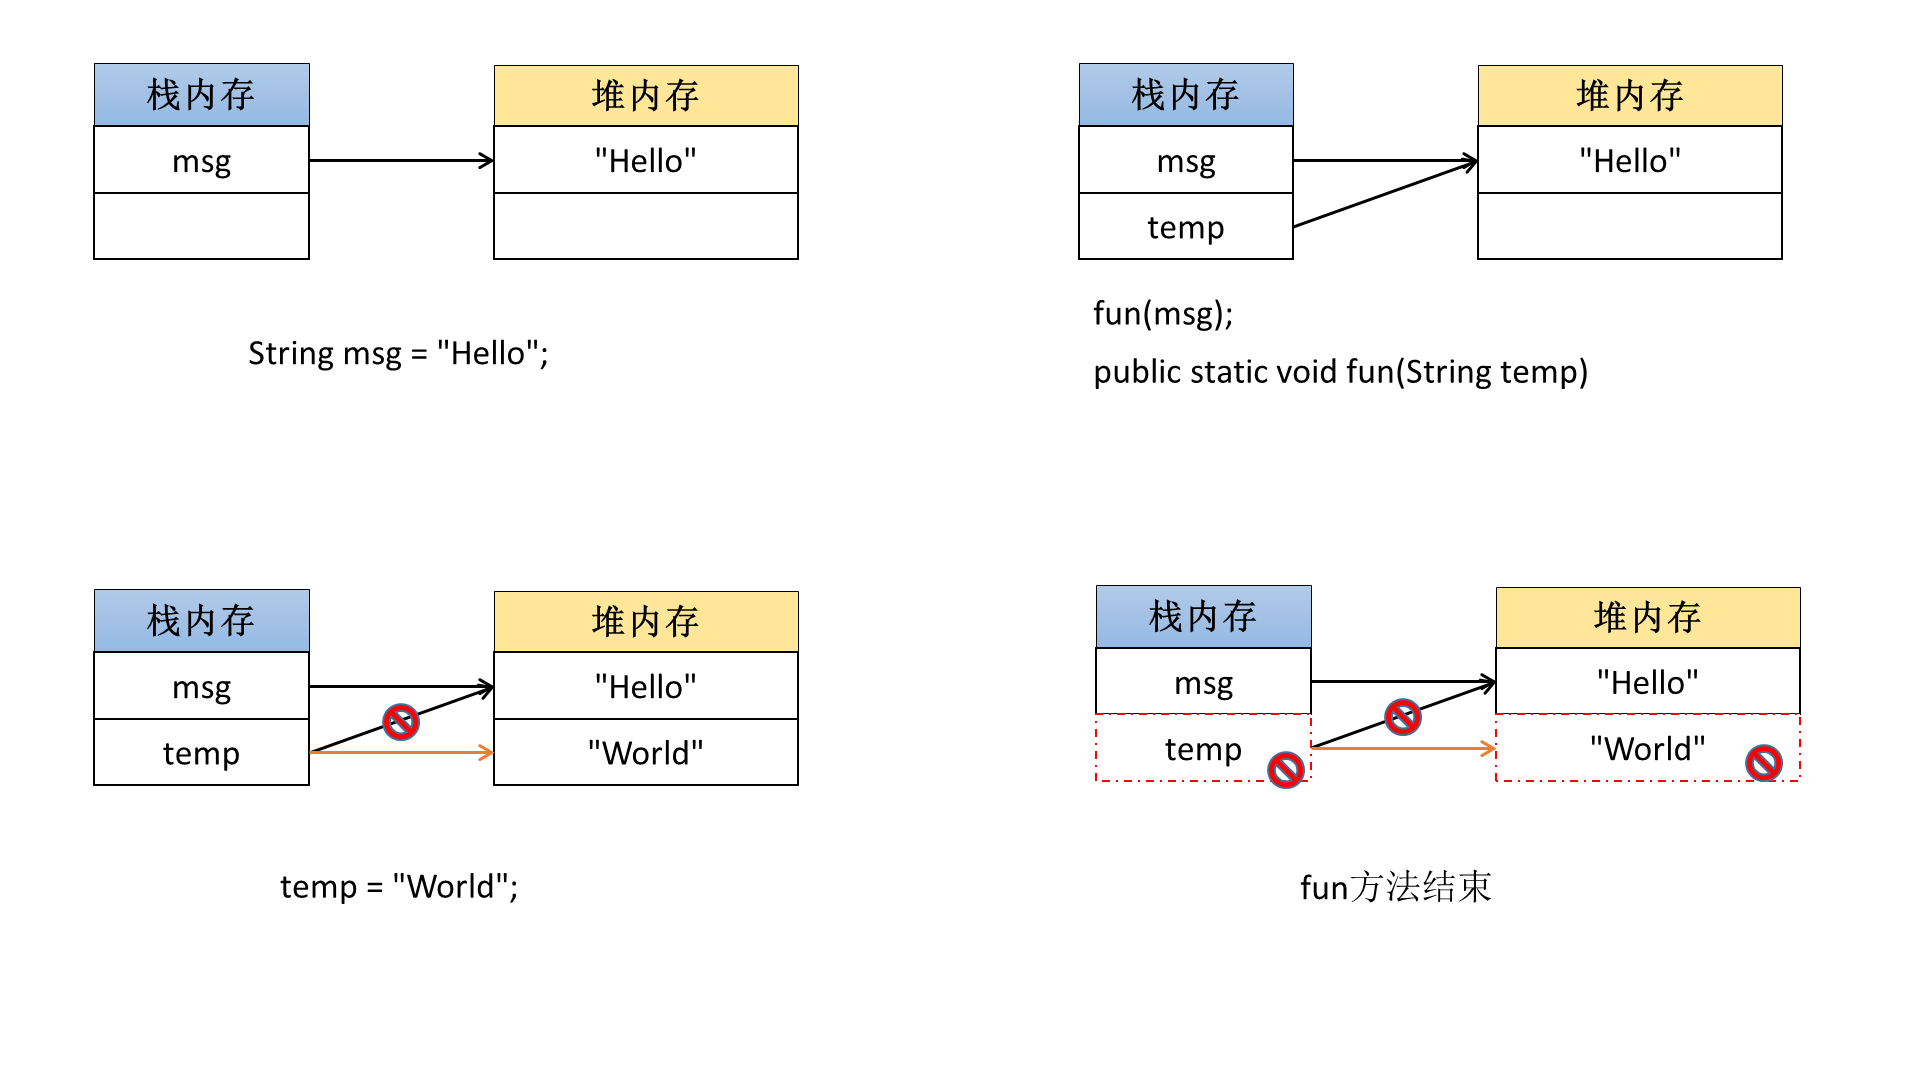 栈内存
堆内存
msg
"Hello"
String msg = "Hello";
栈内存
堆内存
msg
"Hello"
temp
fun(msg);
public static void fun(String temp)
栈内存
堆内存
msg
"Hello"
temp
"World"
temp = "World";
栈内存
堆内存
msg
"Hello"
temp
"World"
fun方法结束